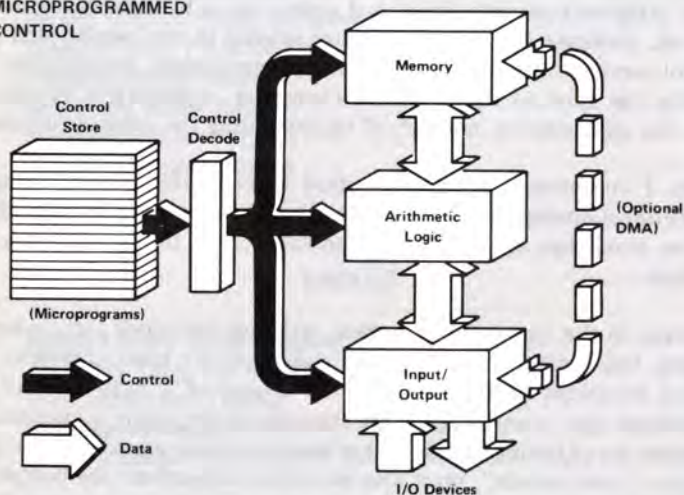 MICROPROGRAMMED
CONTROL
Memory
Control
Store
Control
Decode
Arithmetic
Logic
(Optional
DMA)
(Microprograms)
Control
Input/
Output
Data
I/O Devices